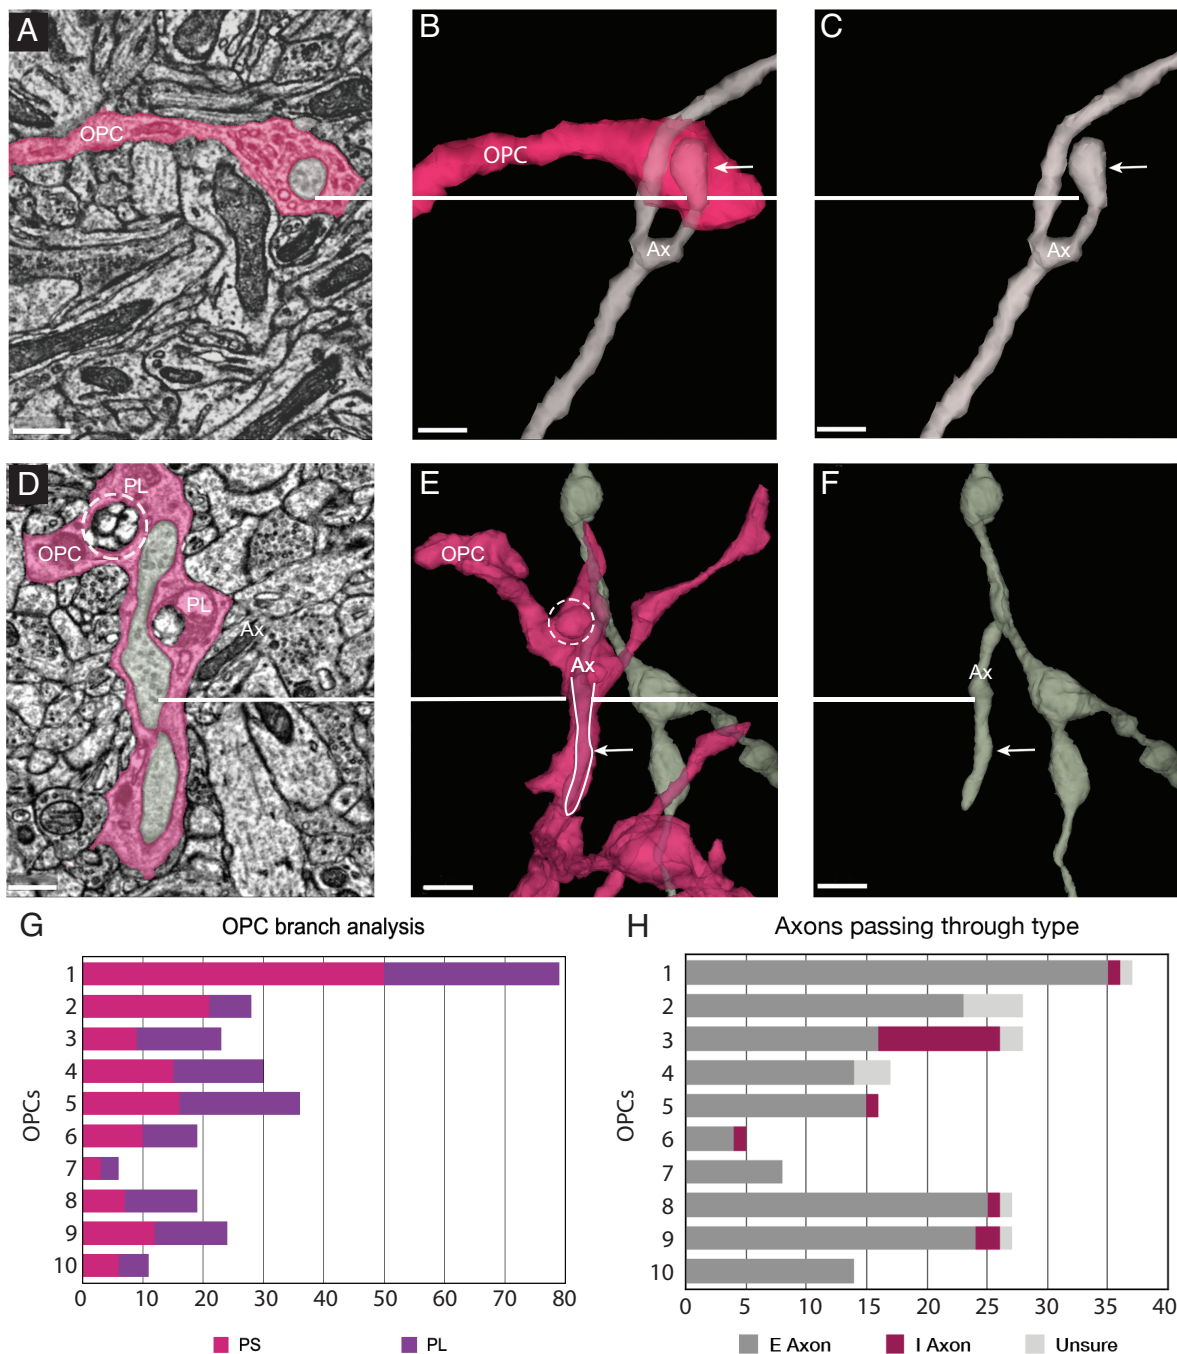 A
OPC
B
OPC
Ax
C
Ax
D
PL
OPC
PL
Ax
E
OPC
Ax
F
Ax
G OPC branch analysis
OPCs
1
2
3
4
5
6
7
8
9
10
0 10 20 30 40 50 60 70 80
PS PL
H Axons passing through type
OPCs
1
2
3
4
5
6
7
8
9
10
0 5 10 15 20 25 30 35 40
E Axon I Axon Unsure